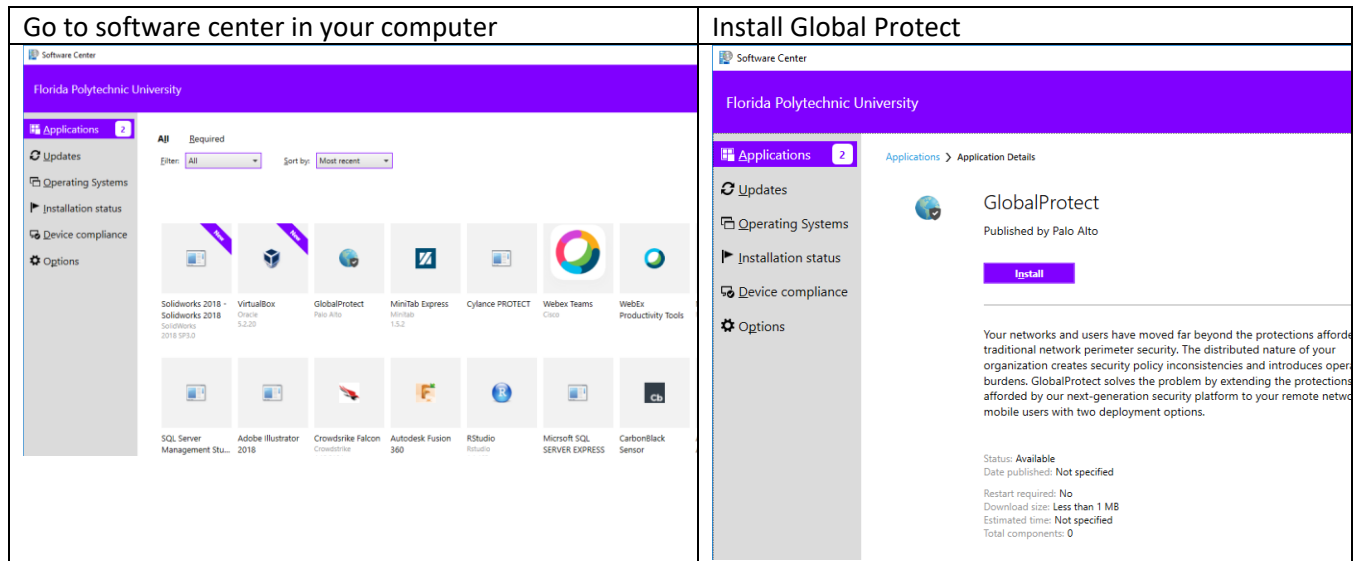 Go to software center in your computer
Software Center
Florida Polytechnic University
Applications 2
Updates
Operating Systems
Installation status
Device compliance
Options
All Required
Filter: All Sort by: Most recent
New New
Solidworks 2018 -
Solidworks 2018
SolidWorks
2018 SP3.0
VirtualBox
Oracle
5.2.20
GlobalProtect
Palo Alto
MiniTab Express
Minitab
1.5.2
Cylance PROTECT
Webex Teams
Cisco
WebEx
Productivity Tools
SQL Server
Management Stu...
Adobe Illustrator
2018
Crowdsrike Falcon
Crowdstrike
Autodesk Fusion
360
RStudio
Rstudio
Micrsoft SQL
SERVER EXPRESS
Cb
CarbonBlack
Sensor
Install Global Protect
Software Center
Florida Polytechnic University
Applications 2
Updates
Operating Systems
Installation status
Device compliance
Options
Applications > Application Details
GlobalProtect
Published by Palo Alto
Install
Your networks and users have moved far beyond the protections afforde
traditional network perimeter security. The distributed nature of your
organization creates security policy inconsistencies and introduces opera
burdens. GlobalProtect solves the problem by extending the protections
afforded by our next-generation security platform to your remote netwo
mobile users with two deployment options.
Status: Available
Date published: Not specified
Restart required: No
Download size: Less than 1 MB
Estimated time: Not specified
Total components: 0